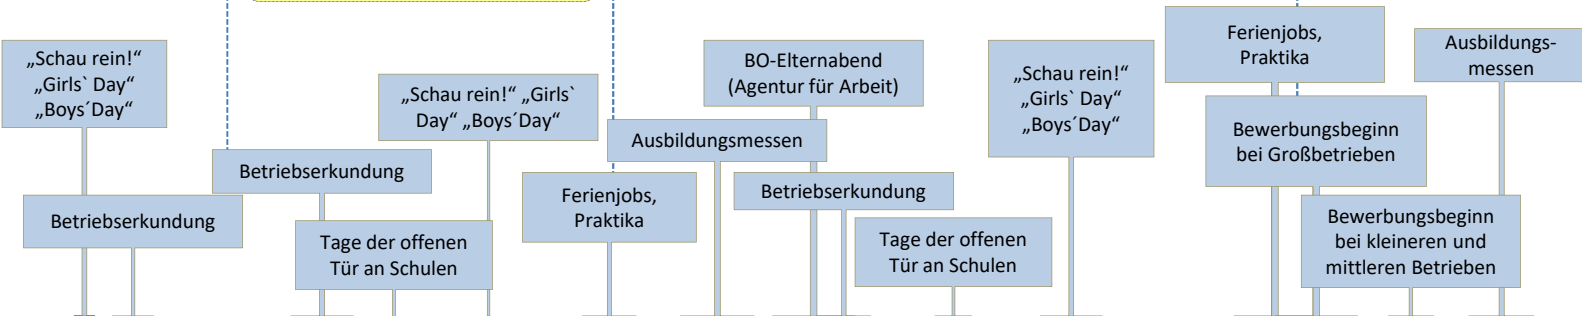 „Schau rein!“
„Girls` Day“
„Boys´Day“
Betriebserkundung
Betriebserkundung
Tage der offenen
Tür an Schulen
„Schau rein!“ „Girls`
Day“ „Boys´Day“
Ferienjobs,
Praktika
Ausbildungsmessen
BO-Elternabend
(Agentur für Arbeit)
Betriebserkundung
Tage der offenen
Tür an Schulen
„Schau rein!“
„Girls` Day“
„Boys´Day“
Ferienjobs,
Praktika
Bewerbungsbeginn
bei Großbetrieben
Bewerbungsbeginn
bei kleineren und
mittleren Betrieben
Ausbildungs-
messen